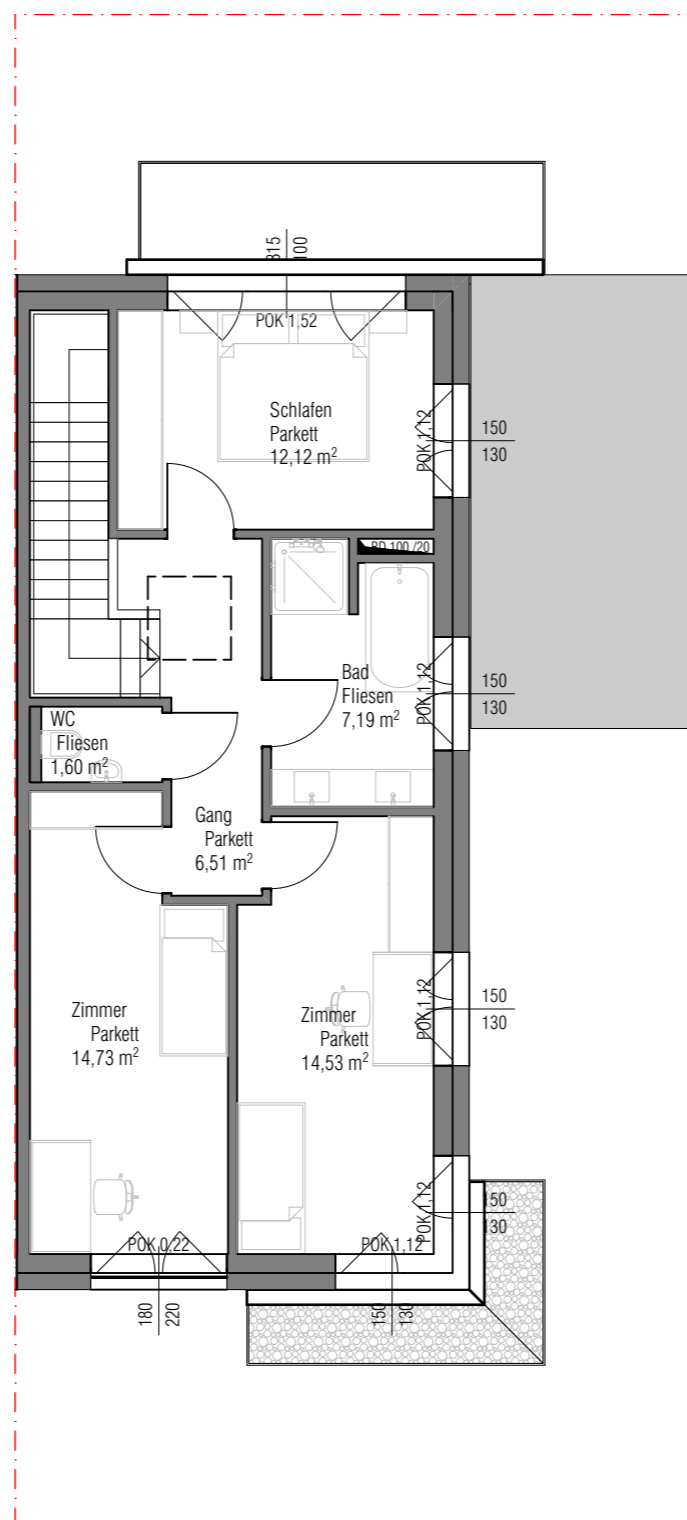 315
100
POK 1,52
Schlafen
Parkett
12,12 m²
POK 1,12
150
130
RD 100 /20
Bad
Fliesen
7,19 m²
POK 1,12
150
130
WC
Fliesen
1,60 m²
Gang
Parkett
6,51 m²
Zimmer
Parkett
14,73 m²
Zimmer
Parkett
14,53 m²
POK 1,12
150
130
POK 1,12
150
130
POK 0,22
POK 1,12
180
220
150
130